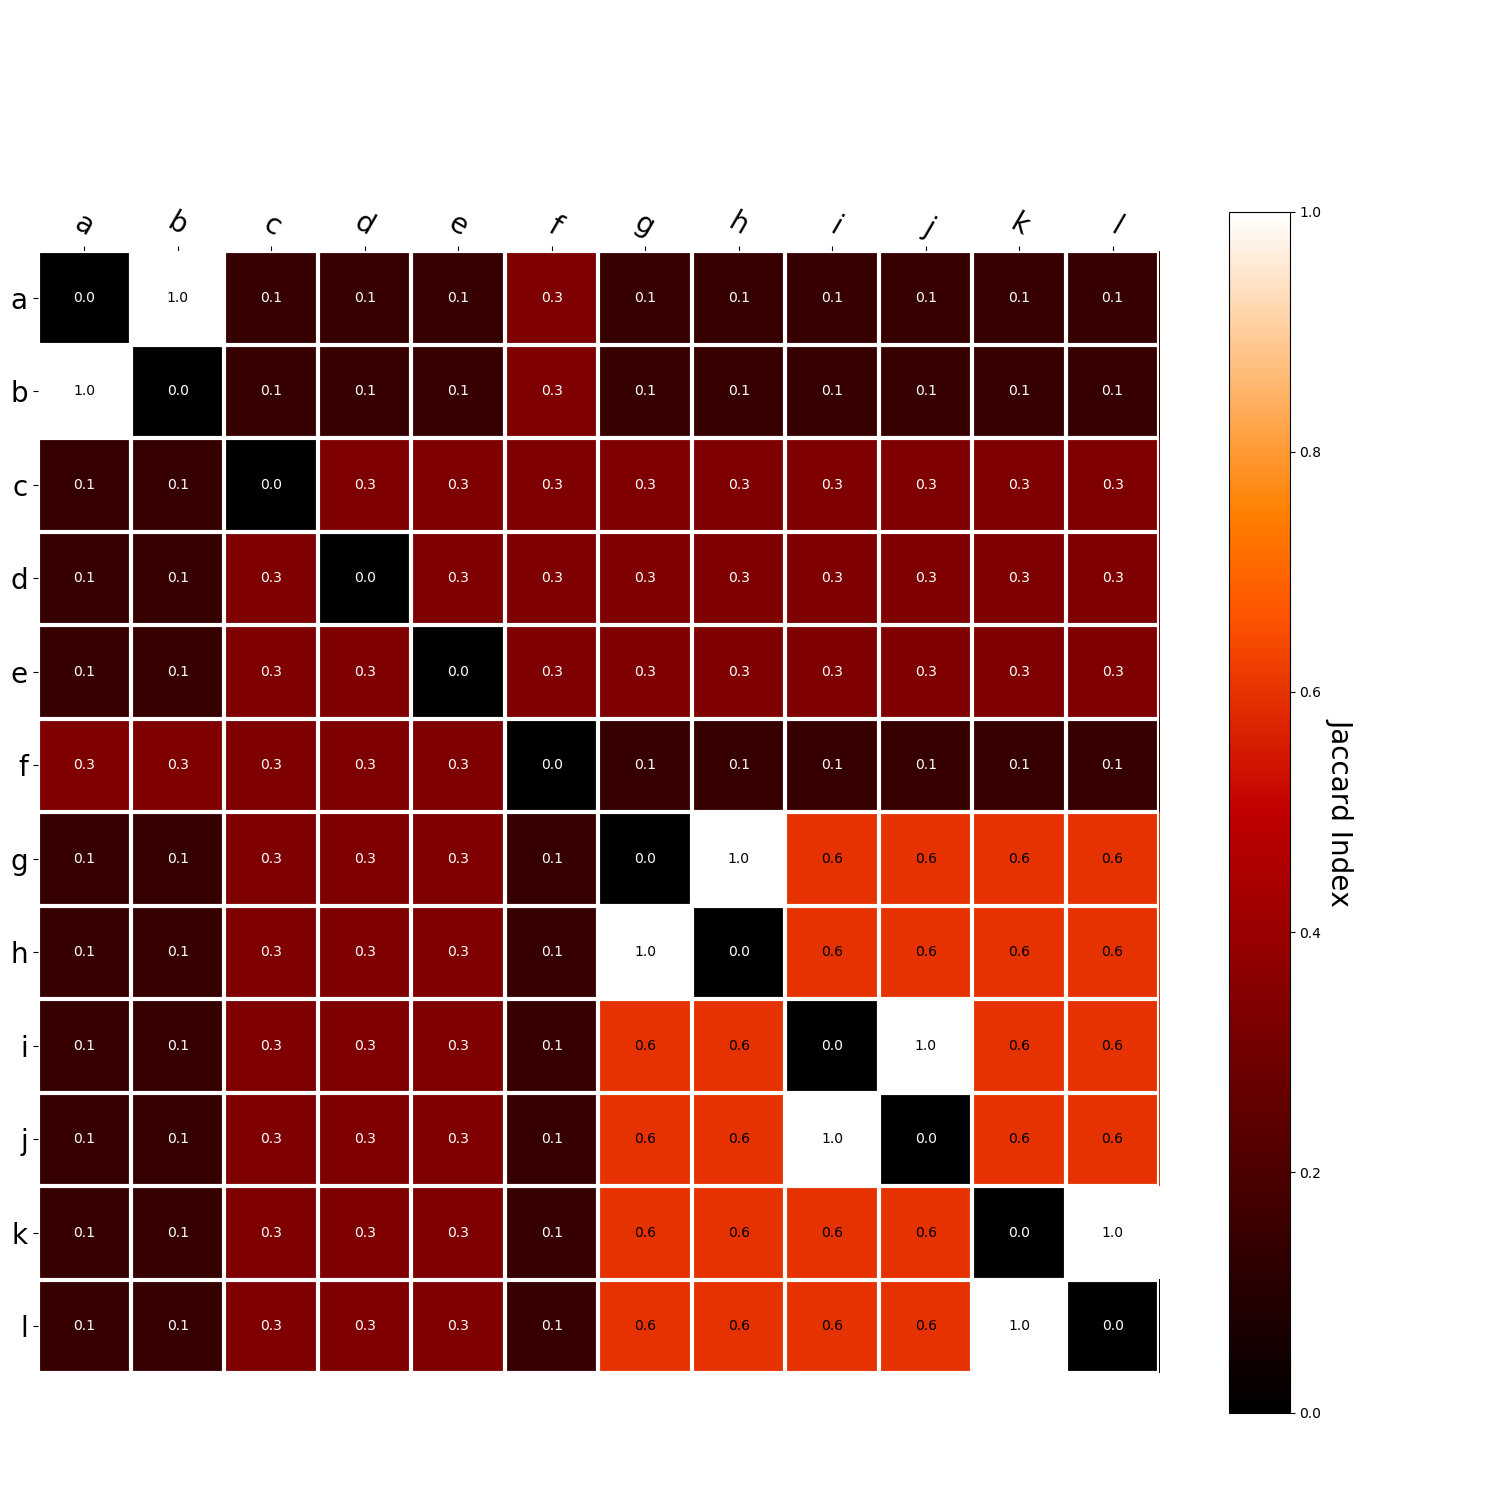 a b c d e f g h i j k l
a 0.0 1.0 0.1 0.1 0.1 0.3 0.1 0.1 0.1 0.1 0.1 0.1
b 1.0 0.0 0.1 0.1 0.1 0.3 0.1 0.1 0.1 0.1 0.1 0.1
c 0.1 0.1 0.0 0.3 0.3 0.3 0.3 0.3 0.3 0.3 0.3 0.3
d 0.1 0.1 0.3 0.0 0.3 0.3 0.3 0.3 0.3 0.3 0.3 0.3
e 0.1 0.1 0.3 0.3 0.0 0.3 0.3 0.3 0.3 0.3 0.3 0.3
f 0.3 0.3 0.3 0.3 0.3 0.0 0.1 0.1 0.1 0.1 0.1 0.1
g 0.1 0.1 0.3 0.3 0.3 0.1 0.0 1.0 0.6 0.6 0.6 0.6
h 0.1 0.1 0.3 0.3 0.3 0.1 1.0 0.0 0.6 0.6 0.6 0.6
i 0.1 0.1 0.3 0.3 0.3 0.1 0.6 0.6 0.0 1.0 0.6 0.6
j 0.1 0.1 0.3 0.3 0.3 0.1 0.6 0.6 1.0 0.0 0.6 0.6
k 0.1 0.1 0.3 0.3 0.3 0.1 0.6 0.6 0.6 0.6 0.0 1.0
l 0.1 0.1 0.3 0.3 0.3 0.1 0.6 0.6 0.6 0.6 1.0 0.0
1.0
0.8
0.6
0.4
0.2
0.0
Jaccard Index